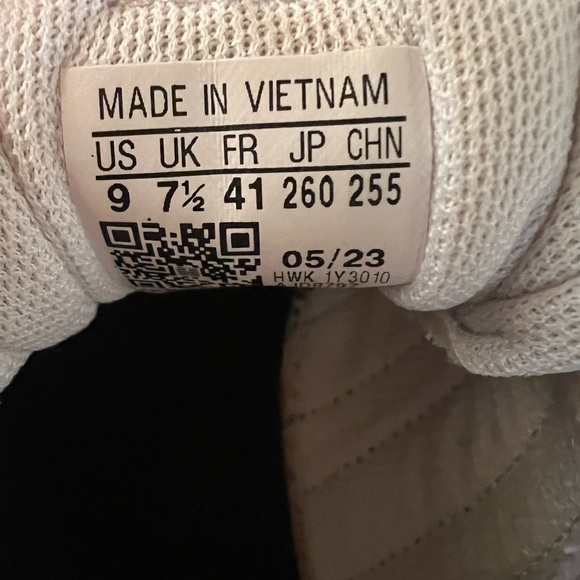 MADE IN VIETNAM
US UK FR JP CHN
9 7½ 41 260 255
05/23
HWK 1Y3010